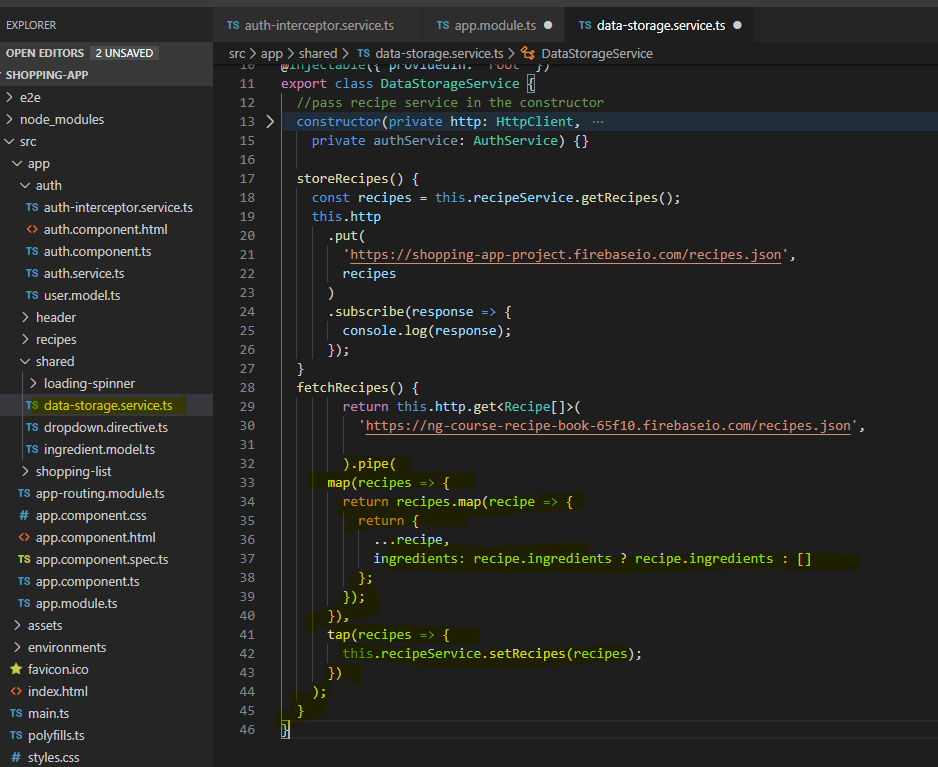 EXPLORER
OPEN EDITORS 2 UNSAVED
SHOPPING-APP
e2e
node_modules
src
app
auth
TS auth-interceptor.service.ts
<> auth.component.html
TS auth.component.ts
TS auth.service.ts
TS user.model.ts
header
recipes
shared
loading-spinner
TS data-storage.service.ts
TS dropdown.directive.ts
TS ingredient.model.ts
shopping-list
TS app-routing.module.ts
# app.component.css
<> app.component.html
TS app.component.spec.ts
TS app.component.ts
TS app.module.ts
assets
environments
favicon.ico
<> index.html
TS main.ts
TS polyfills.ts
# styles.css
TS auth-interceptor.service.ts TS app.module.ts ● TS data-storage.service.ts ●
src > app > shared > TS data-storage.service.ts > DataStorageService
10 @Injectable({ providedIn: 'root' })
11 export class DataStorageService {
12 //pass recipe service in the constructor
13 > constructor(private http: HttpClient, ···
15 private authService: AuthService) {}
16
17 storeRecipes() {
18 const recipes = this.recipeService.getRecipes();
19 this.http
20 .put(
21 'https://shopping-app-project.firebaseio.com/recipes.json',
22 recipes
23 )
24 .subscribe(response => {
25 console.log(response);
26 });
27 }
28 fetchRecipes() {
29 return this.http.get<Recipe[]>(
30 'https://ng-course-recipe-book-65f10.firebaseio.com/recipes.json',
31
32 ).pipe(
33 map(recipes => {
34 return recipes.map(recipe => {
35 return {
36 ...recipe,
37 ingredients: recipe.ingredients ? recipe.ingredients : []
38 };
39 });
40 }),
41 tap(recipes => {
42 this.recipeService.setRecipes(recipes);
43 })
44 );
45 }
46 }